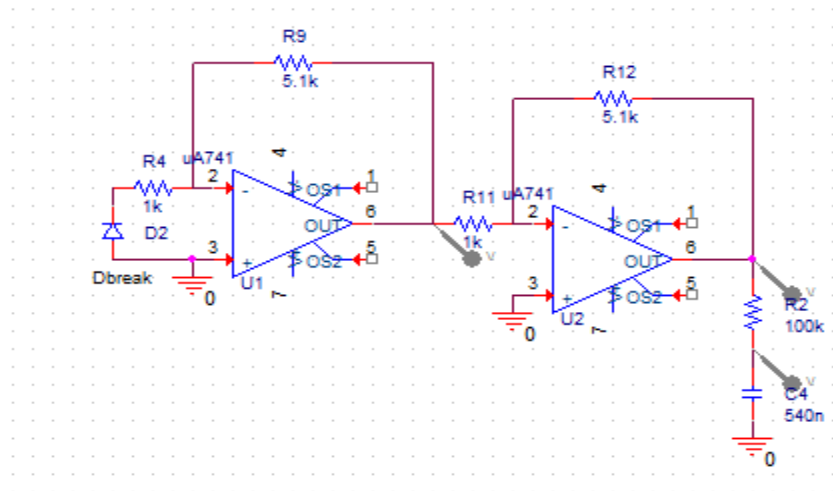 R9
5.1k
R12
5.1k
R4
uA741
4
1k
2
-
OS1
1
D2
OUT
6
3
+
OS2
5
Dbreak
0
U1
7
R11
uA741
4
1k
2
-
OS1
1
OUT
6
3
+
OS2
5
0
U2
7
V
V
R2
100k
V
C4
540n
0